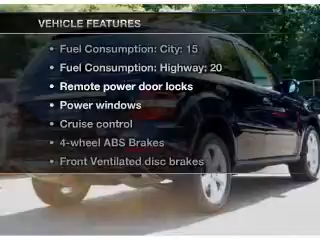 VEHICLE FEATURES
• Fuel Consumption: City: 15
• Fuel Consumption: Highway: 20
• Remote power door locks
• Power windows
• Cruise control
• 4-wheel ABS Brakes
• Front Ventilated disc brakes